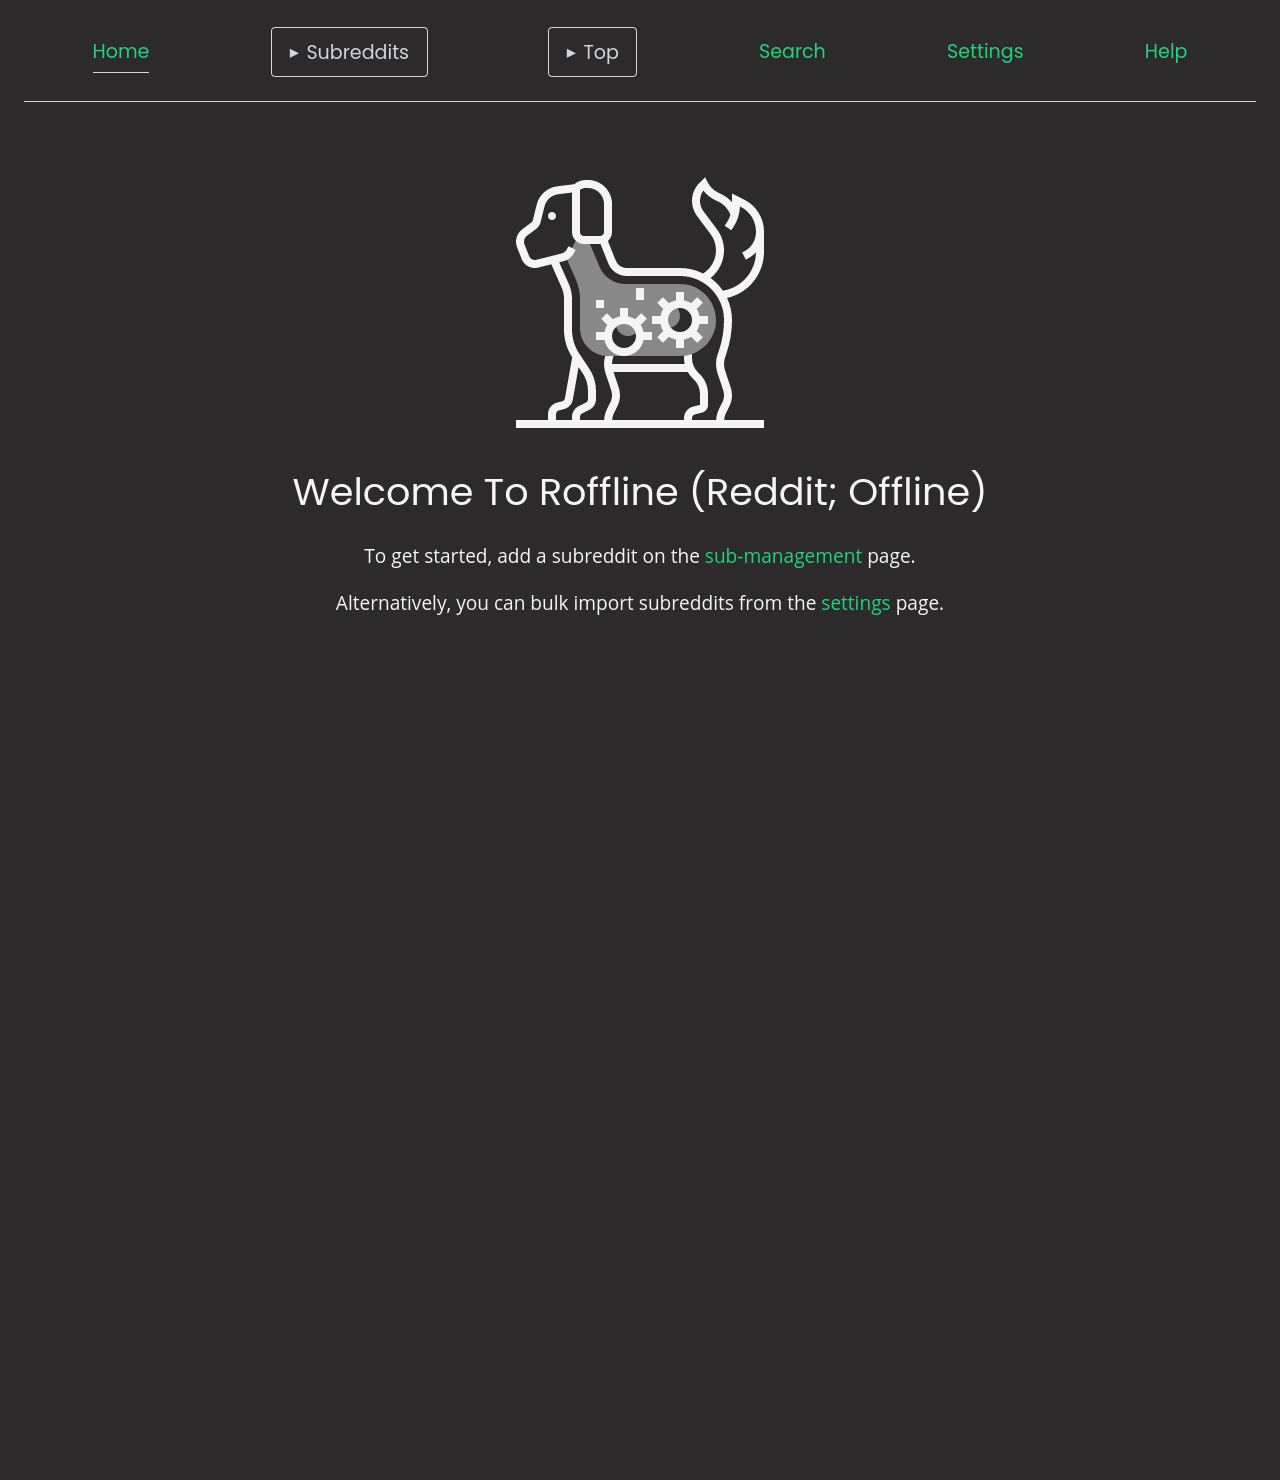 Home
▸ Subreddits
▸ Top
Search
Settings
Help
Welcome To Roffline (Reddit; Offline)
To get started, add a subreddit on the sub-management page.
Alternatively, you can bulk import subreddits from the settings page.